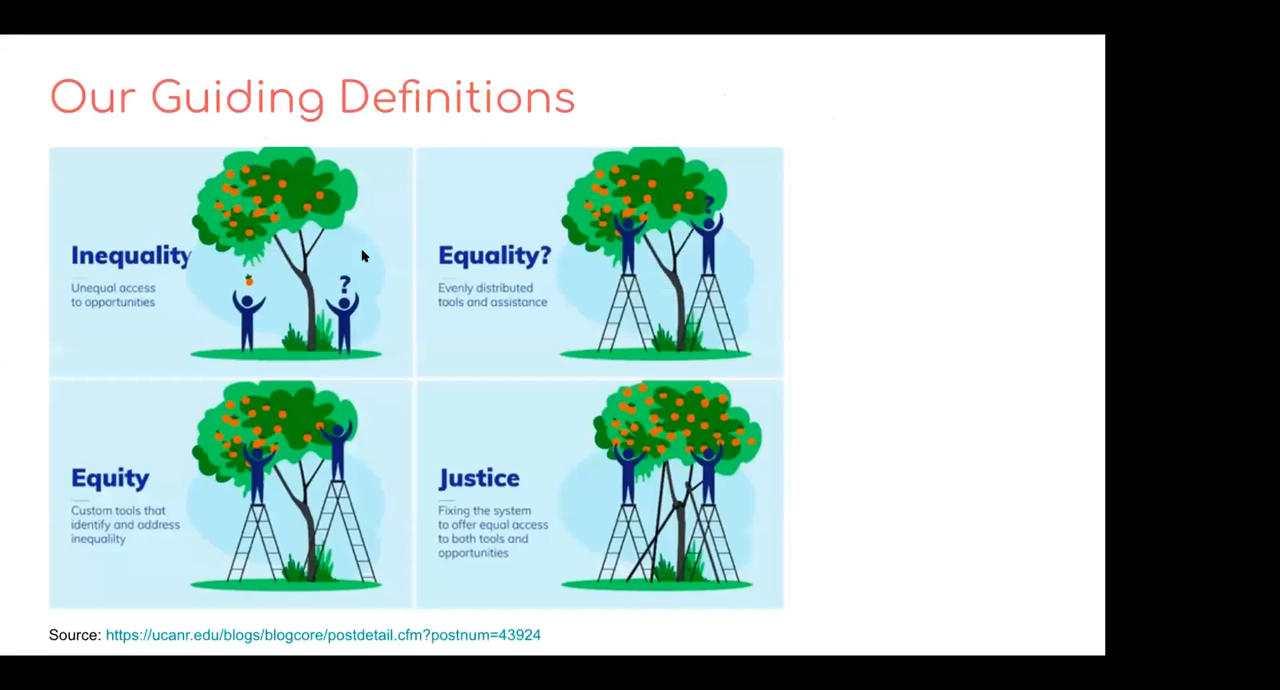 Our Guiding Definitions
Inequality
Unequal access
to opportunities
?
Equality?
Evenly distributed
tools and assistance
?
Equity
Custom tools that
identify and address
inequalilty
Justice
Fixing the system
to offer equal access
to both tools and
opportunities
Source: https://ucanr.edu/blogs/blogcore/postdetail.cfm?postnum=43924